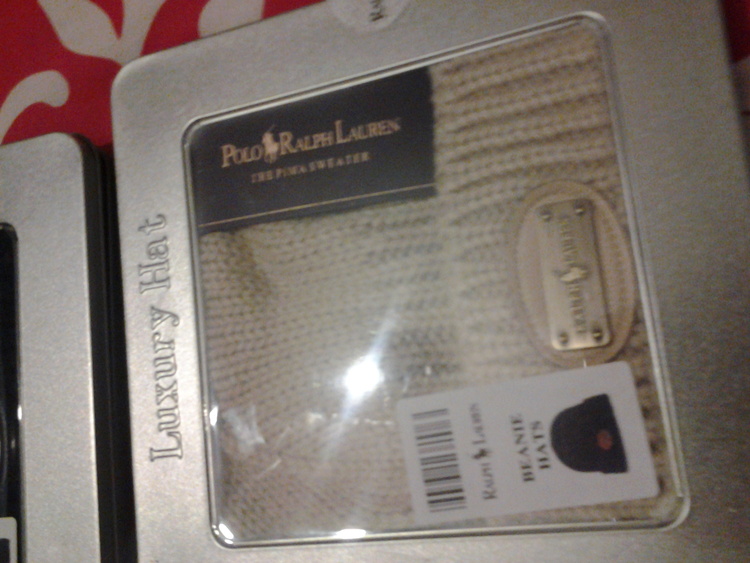 POLO RALPH LAUREN
THE PIMA SWEATER
Luxury Hat
RALPH LAUREN
BEANIE
HATS